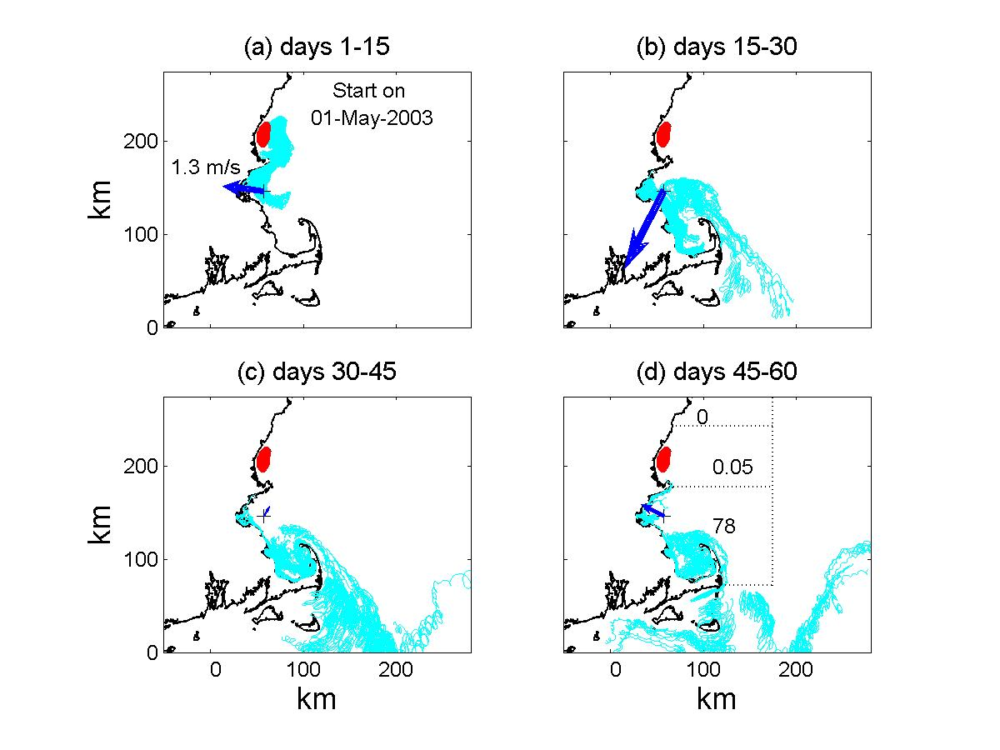 (a) days 1-15
(b) days 15-30
Start on
01-May-2003
1.3 m/s
km
200
100
0
(c) days 30-45
(d) days 45-60
km
200
100
0
0
100
200
km
0
0.05
78
0
100
200
km